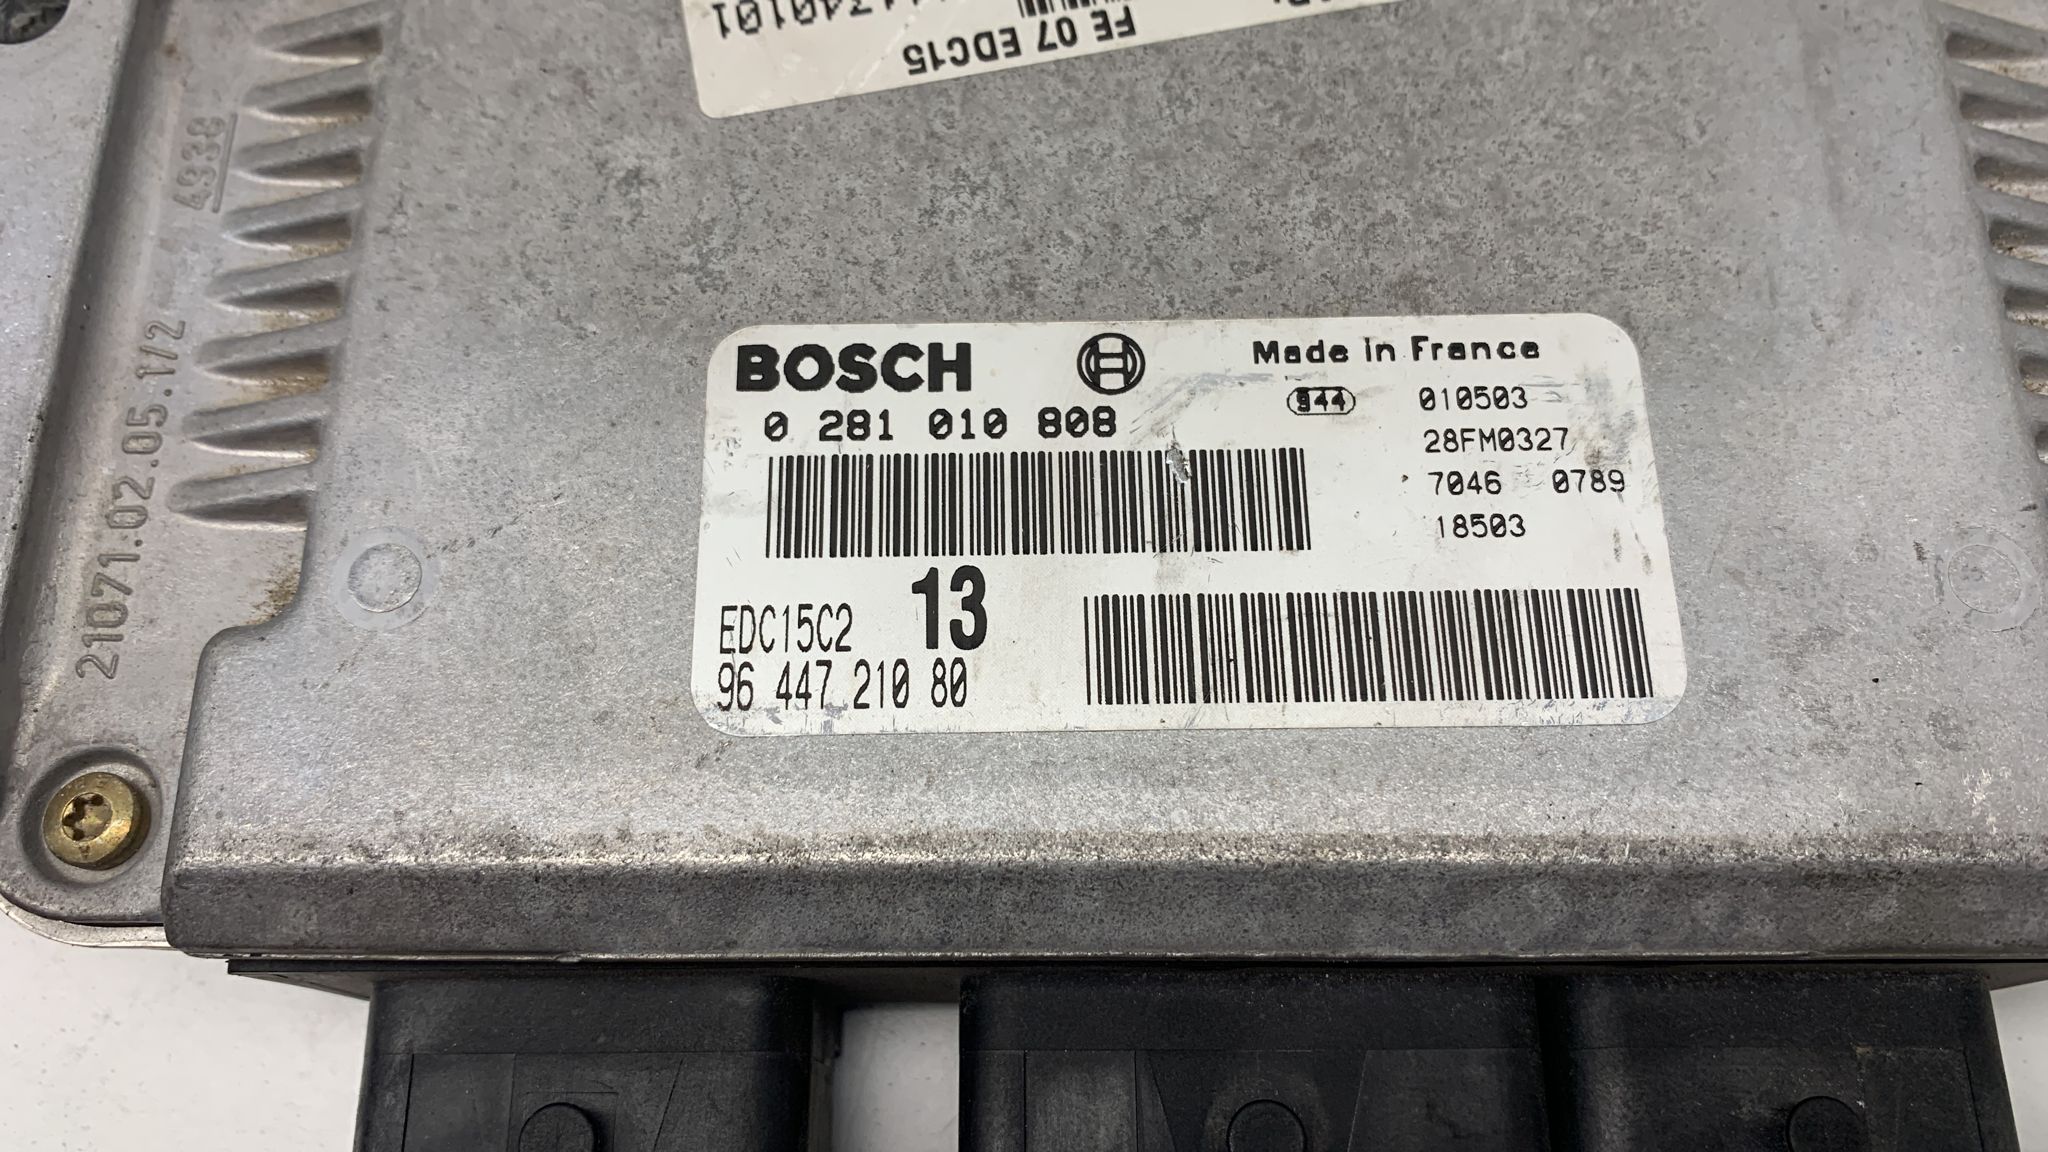 FE 07 EDC15
4938
21071.02.05.1/2
BOSCH
Made in France
0 281 010 808
944
010503
28FM0327
7046 0789
18503
EDC15C2
13
96 447 210 80